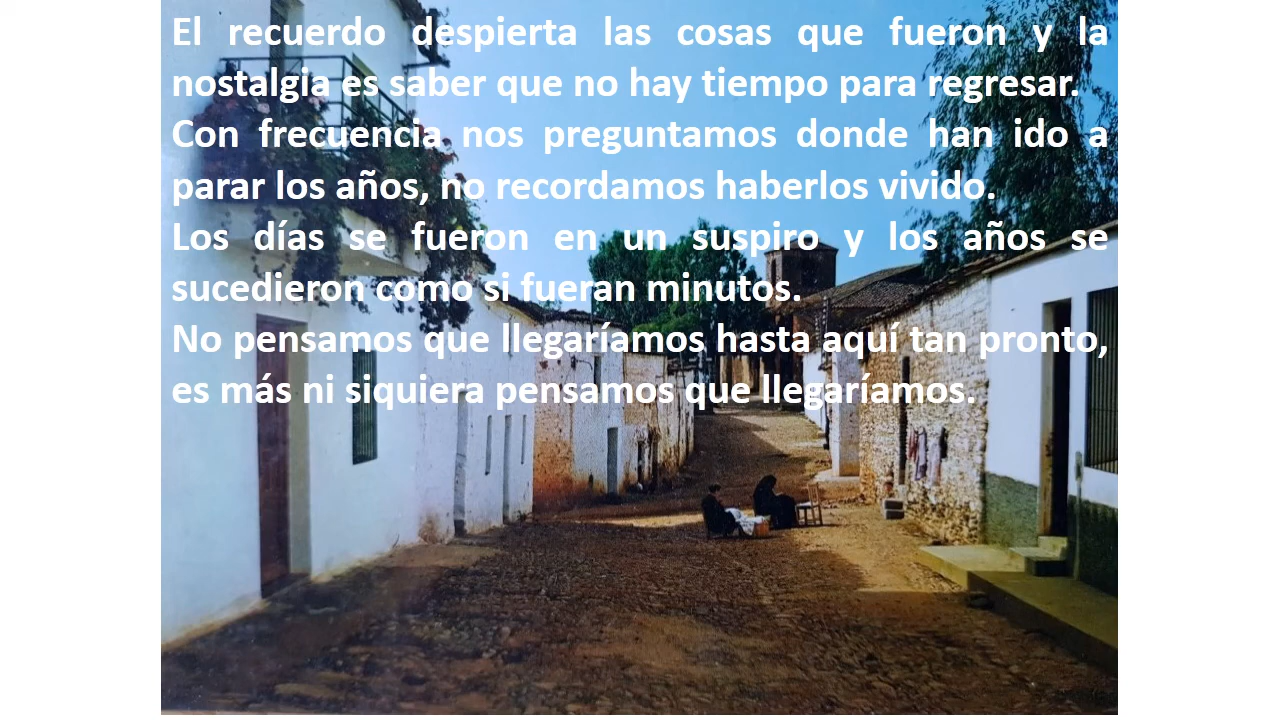 El recuerdo despierta las cosas que fueron y la
nostalgia es saber que no hay tiempo para regresar.
Con frecuencia nos preguntamos donde han ido a
parar los años, no recordamos haberlos vivido.
Los días se fueron en un suspiro y los años se
sucedieron como si fueran minutos.
No pensamos que llegaríamos hasta aquí tan pronto,
es más ni siquiera pensamos que llegaríamos.